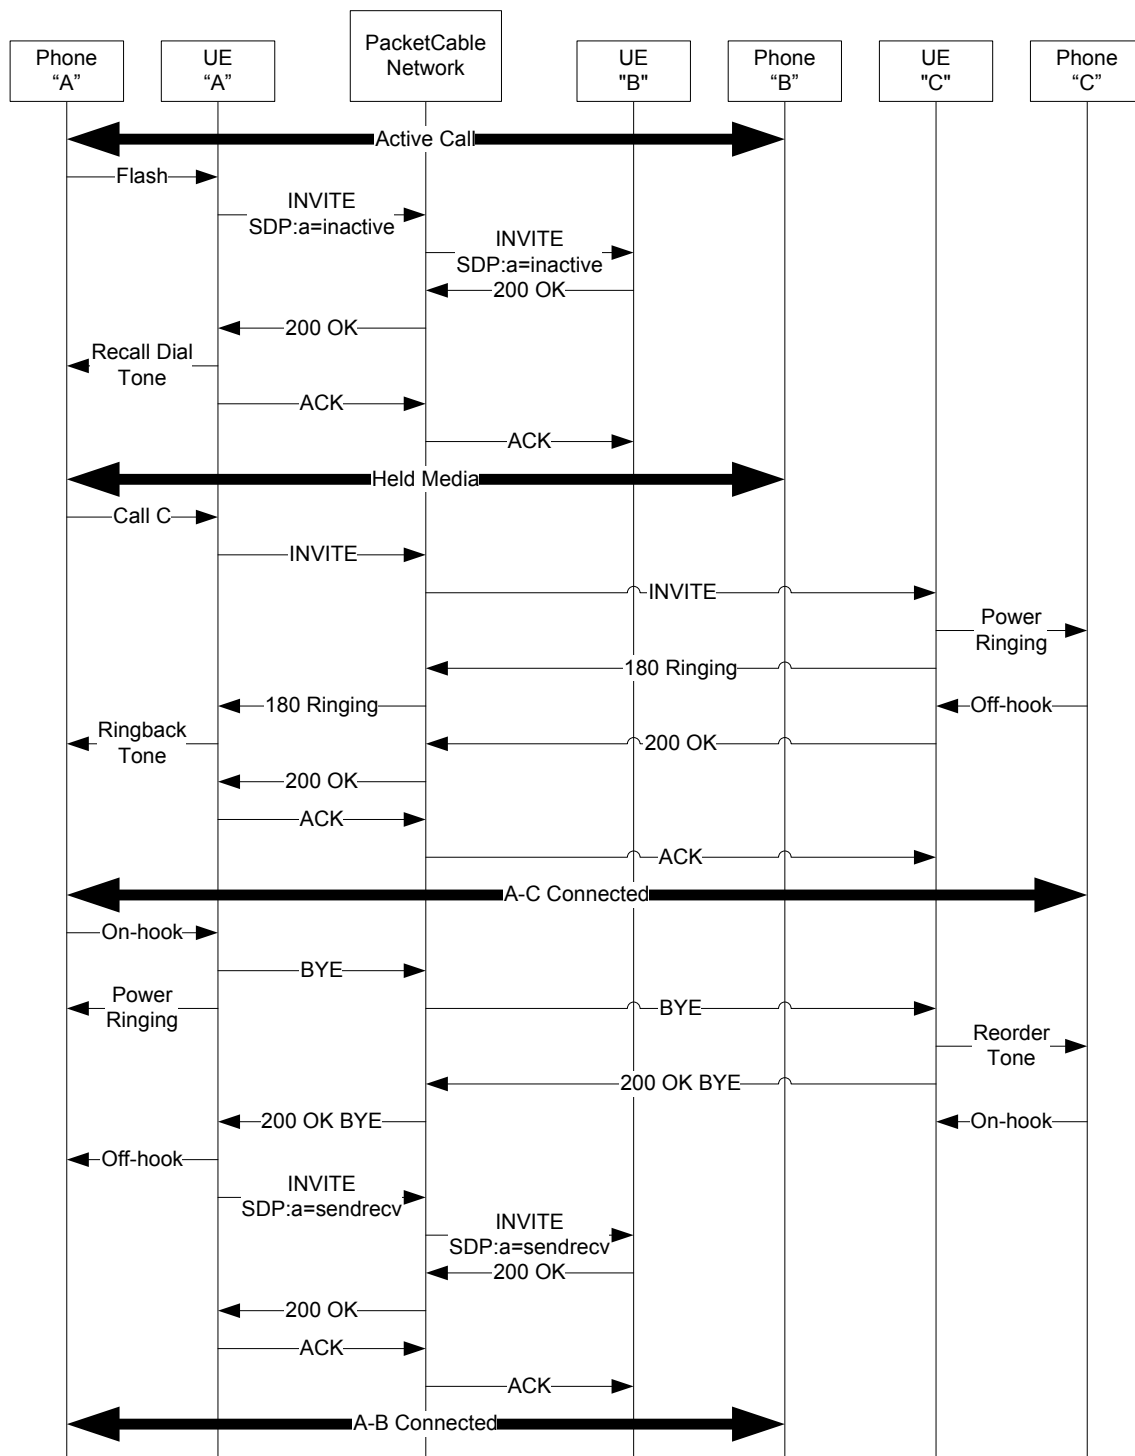 Phone
“A”
UE
“A”
PacketCable
Network
UE
"B"
Phone
“B”
UE
"C"
Phone
“C”
Active Call
Flash
INVITE
SDP:a=inactive
INVITE
SDP:a=inactive
200 OK
200 OK
Recall Dial
Tone
ACK
ACK
Held Media
Call C
INVITE
INVITE
Power
Ringing
180 Ringing
180 Ringing
Off-hook
Ringback
Tone
200 OK
200 OK
ACK
ACK
A-C Connected
On-hook
BYE
Power
Ringing
BYE
Reorder
Tone
200 OK BYE
200 OK BYE
On-hook
Off-hook
INVITE
SDP:a=sendrecv
INVITE
SDP:a=sendrecv
200 OK
200 OK
ACK
ACK
A-B Connected